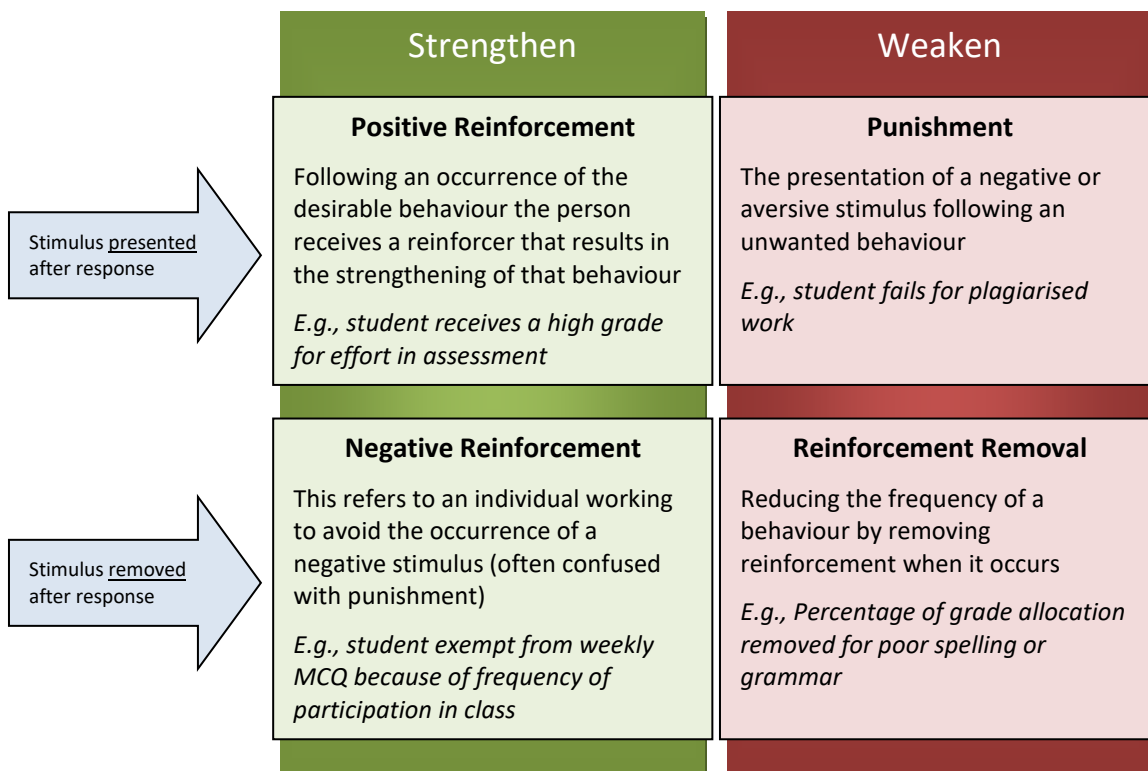 Strengthen
Weaken
Stimulus presented
after response
Positive Reinforcement
Following an occurrence of the
desirable behaviour the person
receives a reinforcer that results in
the strengthening of that behaviour
E.g., student receives a high grade
for effort in assessment
Punishment
The presentation of a negative or
aversive stimulus following an
unwanted behaviour
E.g., student fails for plagiarised
work
Stimulus removed
after response
Negative Reinforcement
This refers to an individual working
to avoid the occurrence of a
negative stimulus (often confused
with punishment)
E.g., student exempt from weekly
MCQ because of frequency of
participation in class
Reinforcement Removal
Reducing the frequency of a
behaviour by removing
reinforcement when it occurs
E.g., Percentage of grade allocation
removed for poor spelling or
grammar